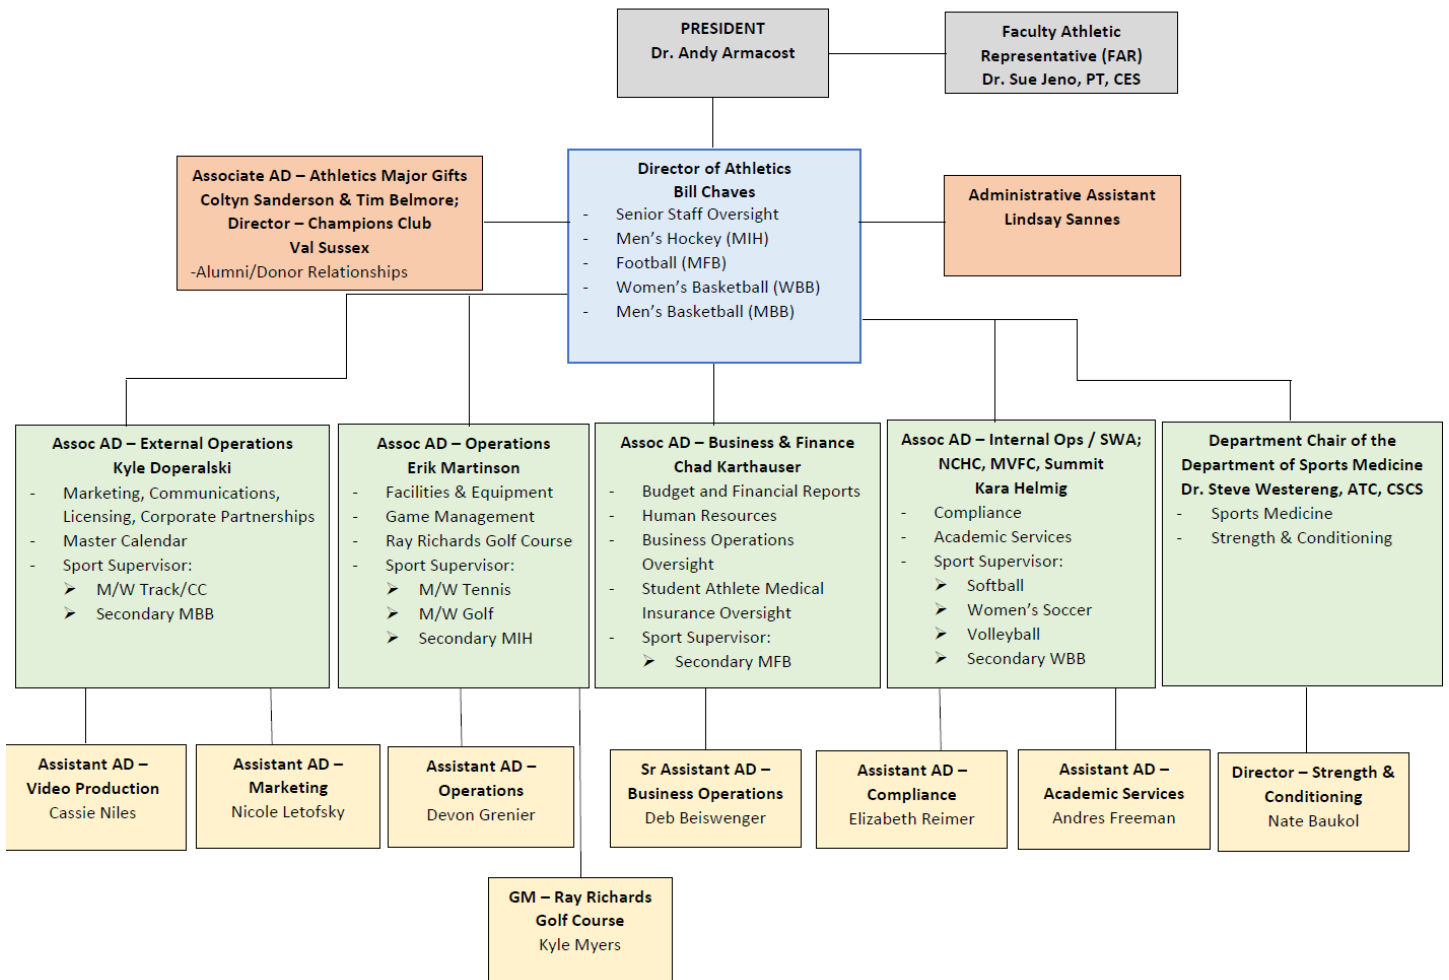 PRESIDENT
Dr. Andy Armacost
Faculty Athletic
Representative (FAR)
Dr. Sue Jeno, PT, CES
Associate AD – Athletics Major Gifts
Coltyn Sanderson & Tim Belmore;
Director – Champions Club
Val Sussex
-Alumni/Donor Relationships
Director of Athletics
Bill Chaves
- Senior Staff Oversight
- Men’s Hockey (MIH)
- Football (MFB)
- Women’s Basketball (WBB)
- Men’s Basketball (MBB)
Administrative Assistant
Lindsay Sannes
Assoc AD – External Operations
Kyle Doperalski
- Marketing, Communications,
Licensing, Corporate Partnerships
- Master Calendar
- Sport Supervisor:
➤ M/W Track/CC
➤ Secondary MBB
Assoc AD – Operations
Erik Martinson
- Facilities & Equipment
- Game Management
- Ray Richards Golf Course
- Sport Supervisor:
➤ M/W Tennis
➤ M/W Golf
➤ Secondary MIH
Assoc AD – Business & Finance
Chad Karthauser
- Budget and Financial Reports
- Human Resources
- Business Operations
Oversight
- Student Athlete Medical
Insurance Oversight
- Sport Supervisor:
➤ Secondary MFB
Assoc AD – Internal Ops / SWA;
NCHC, MVFC, Summit
Kara Helmig
- Compliance
- Academic Services
- Sport Supervisor:
➤ Softball
➤ Women’s Soccer
➤ Volleyball
➤ Secondary WBB
Department Chair of the
Department of Sports Medicine
Dr. Steve Westereng, ATC, CSCS
- Sports Medicine
- Strength & Conditioning
Assistant AD –
Video Production
Cassie Niles
Assistant AD –
Marketing
Nicole Letofsky
Assistant AD –
Operations
Devon Grenier
Sr Assistant AD –
Business Operations
Deb Beiswenger
Assistant AD –
Compliance
Elizabeth Reimer
Assistant AD –
Academic Services
Andres Freeman
Director – Strength &
Conditioning
Nate Baukol
GM – Ray Richards
Golf Course
Kyle Myers